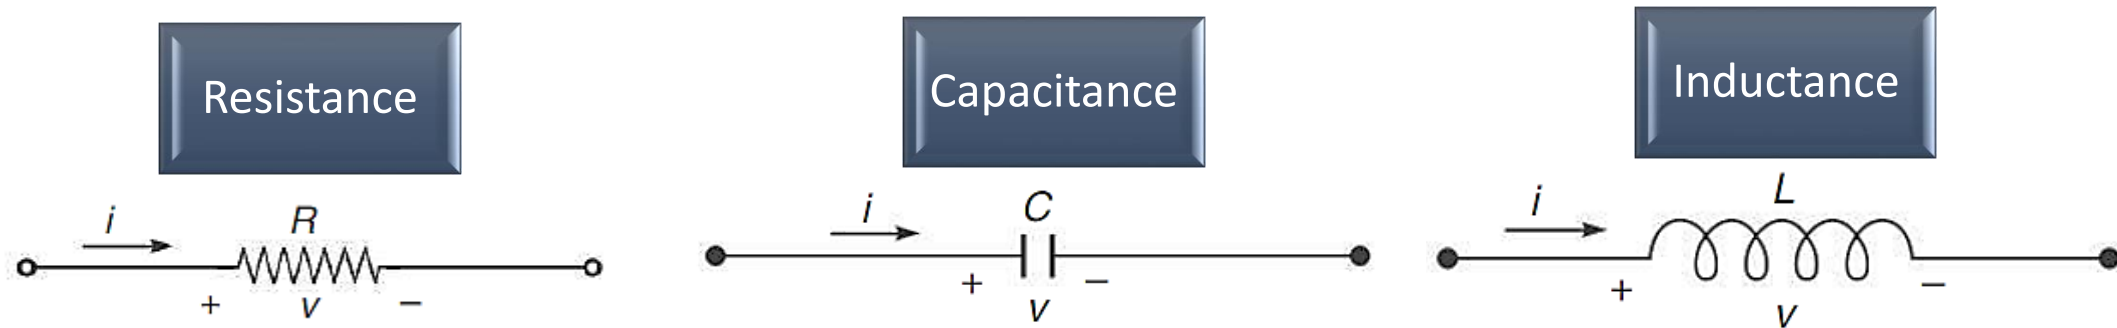 Resistance
i
R
+ v −
Capacitance
i
C
+ −
v
Inductance
i
L
+ −
v